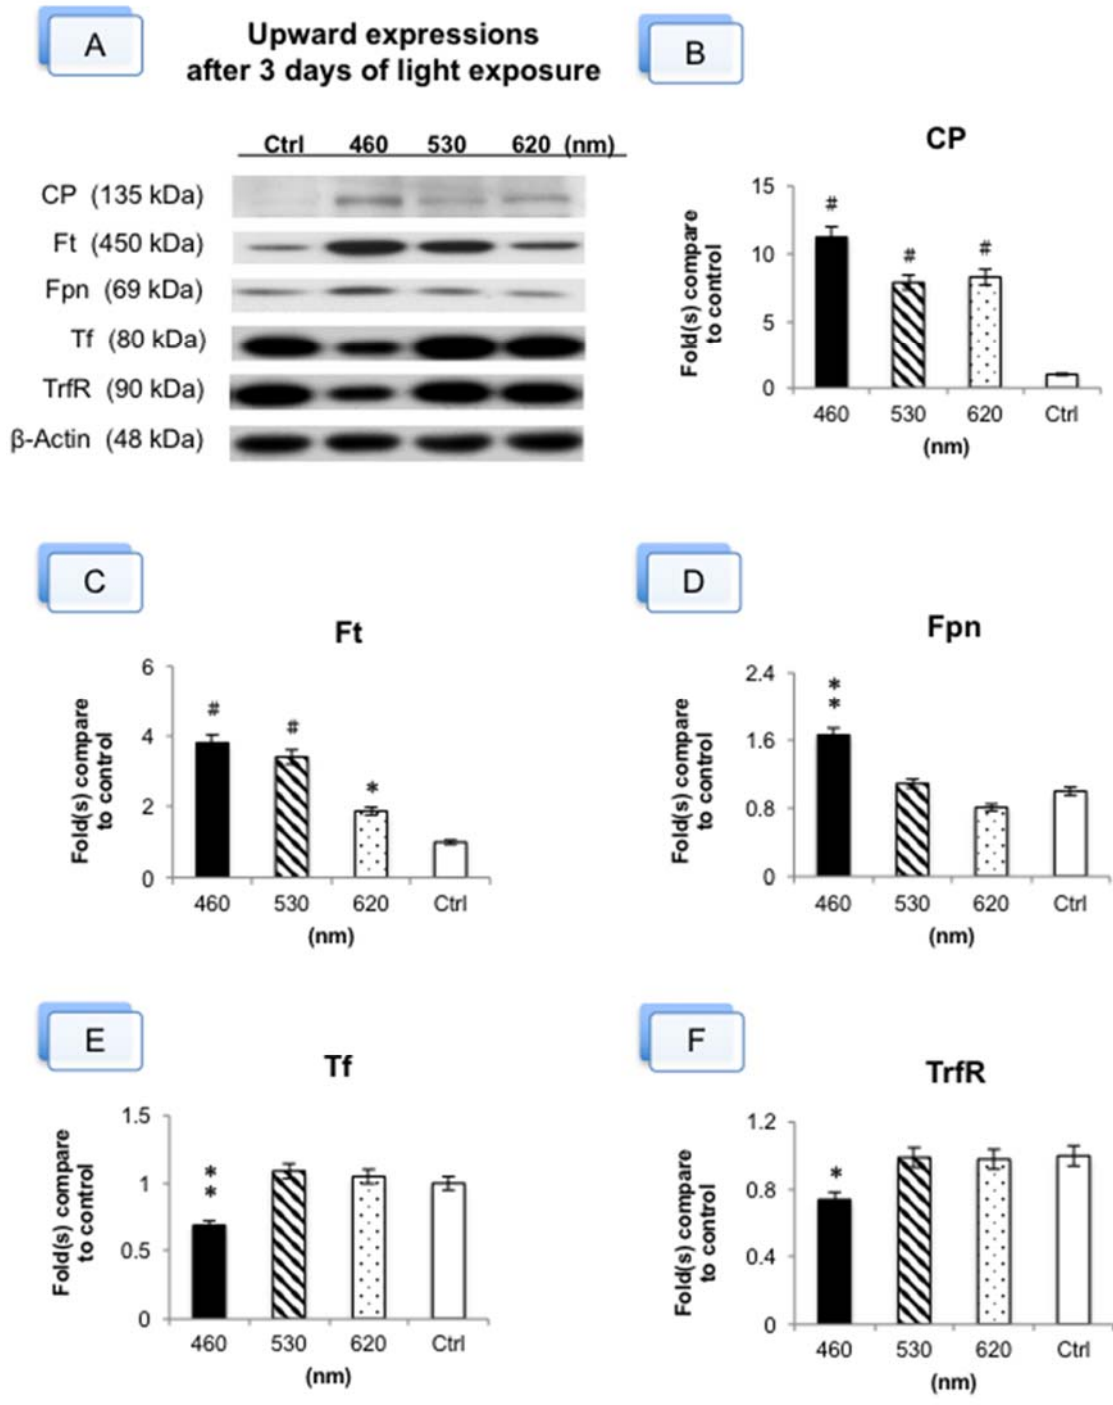 A
Upward expressions
after 3 days of light exposure
Ctrl 460 530 620 (nm)
CP (135 kDa)
Ft (450 kDa)
Fpn (69 kDa)
Tf (80 kDa)
TrfR (90 kDa)
β-Actin (48 kDa)
B
CP
Fold(s) compare
to control
15
10
5
0
#
#
#
460 530 620 Ctrl
(nm)
C
Ft
Fold(s) compare
to control
6
4
2
0
#
#
*
460 530 620 Ctrl
(nm)
D
Fpn
Fold(s) compare
to control
2.4
1.6
0.8
0
*
*
460 530 620 Ctrl
(nm)
E
Tf
Fold(s) compare
to control
1.5
1
0.5
0
*
*
460 530 620 Ctrl
(nm)
F
TrfR
Fold(s) compare
to control
1.2
0.8
0.4
0
*
460 530 620 Ctrl
(nm)